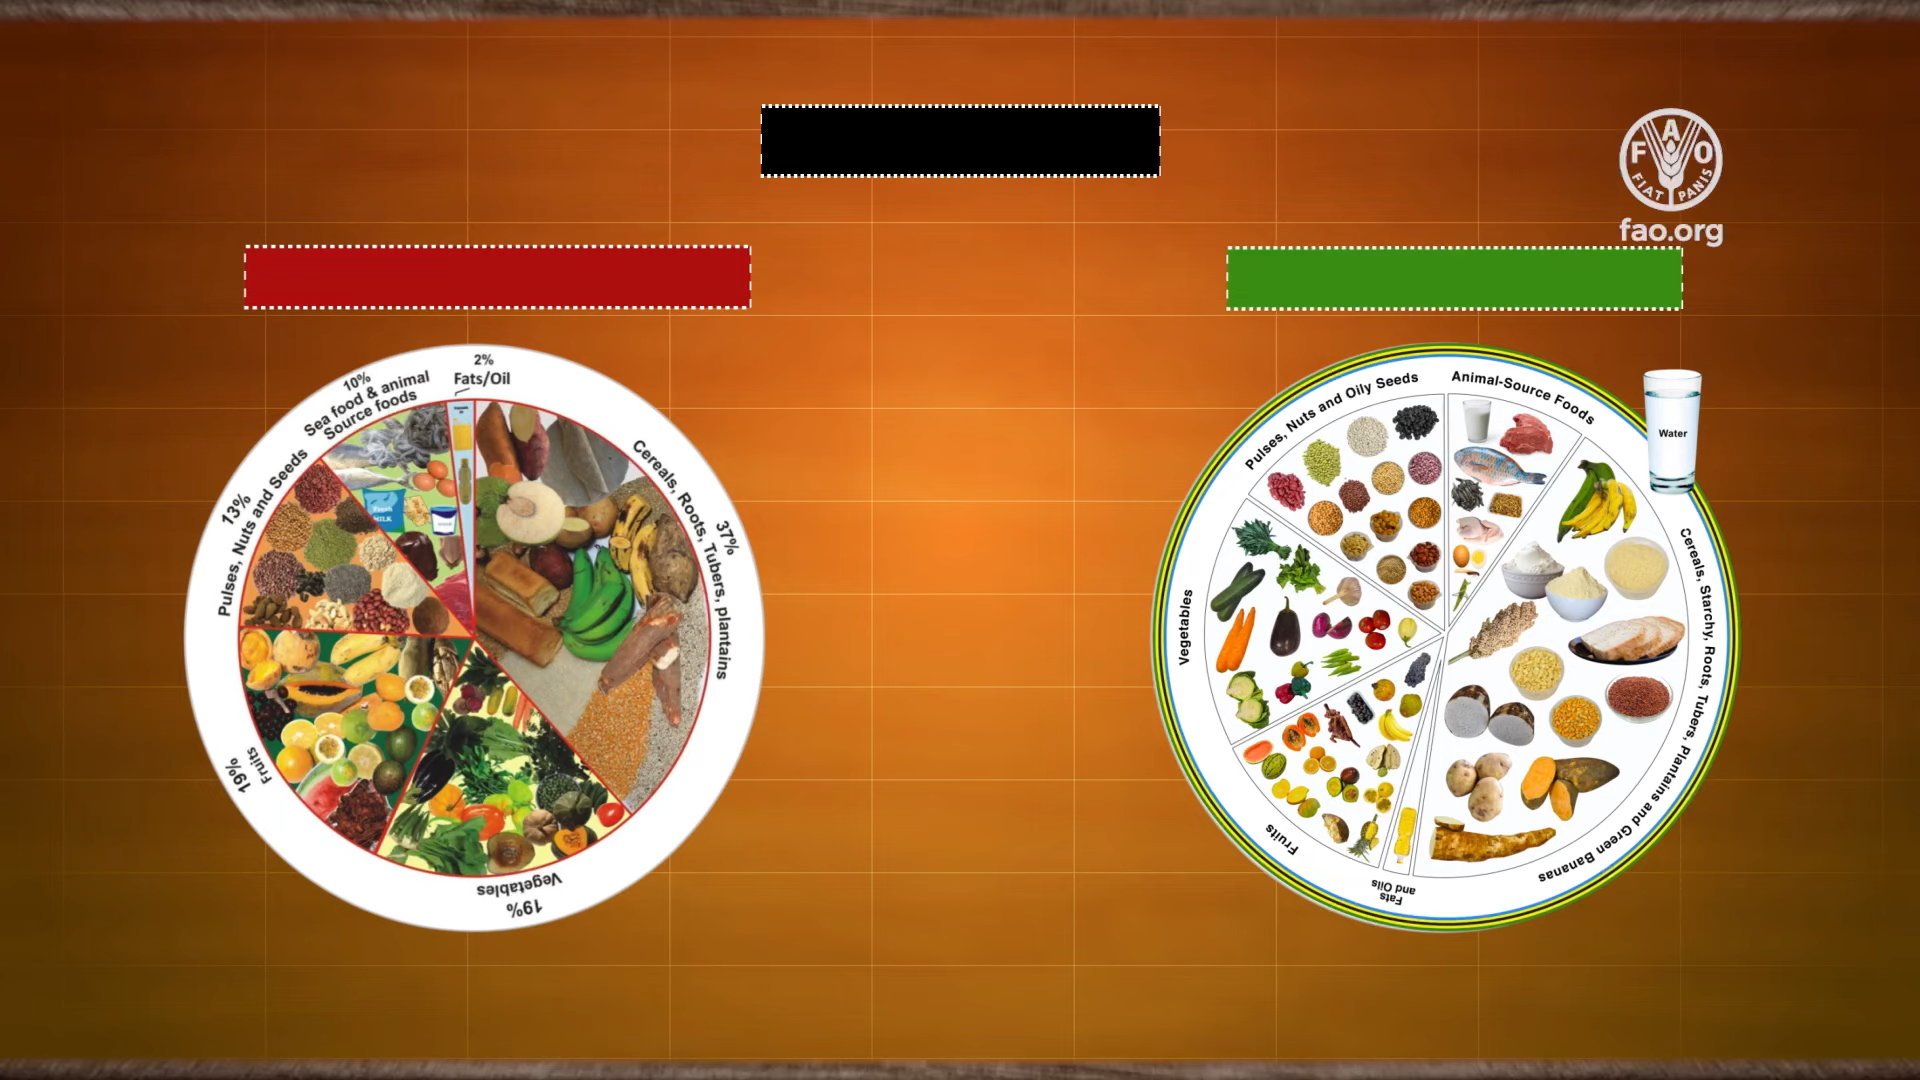 FAO
FIAT PANIS
fao.org
2%
Fats/Oil
10%
Sea food & animal
Source foods
13%
Pulses, Nuts and Seeds
37%
Cereals, Roots, Tubers, plantains
19%
Fruits
Vegetables
19%
Fresh
MILK
Pulses, Nuts and Oily Seeds
Animal-Source Foods
Water
Cereals, Starchy, Roots, Tubers, Plantains and Green Bananas
Vegetables
Fruits
Fats
and Oils